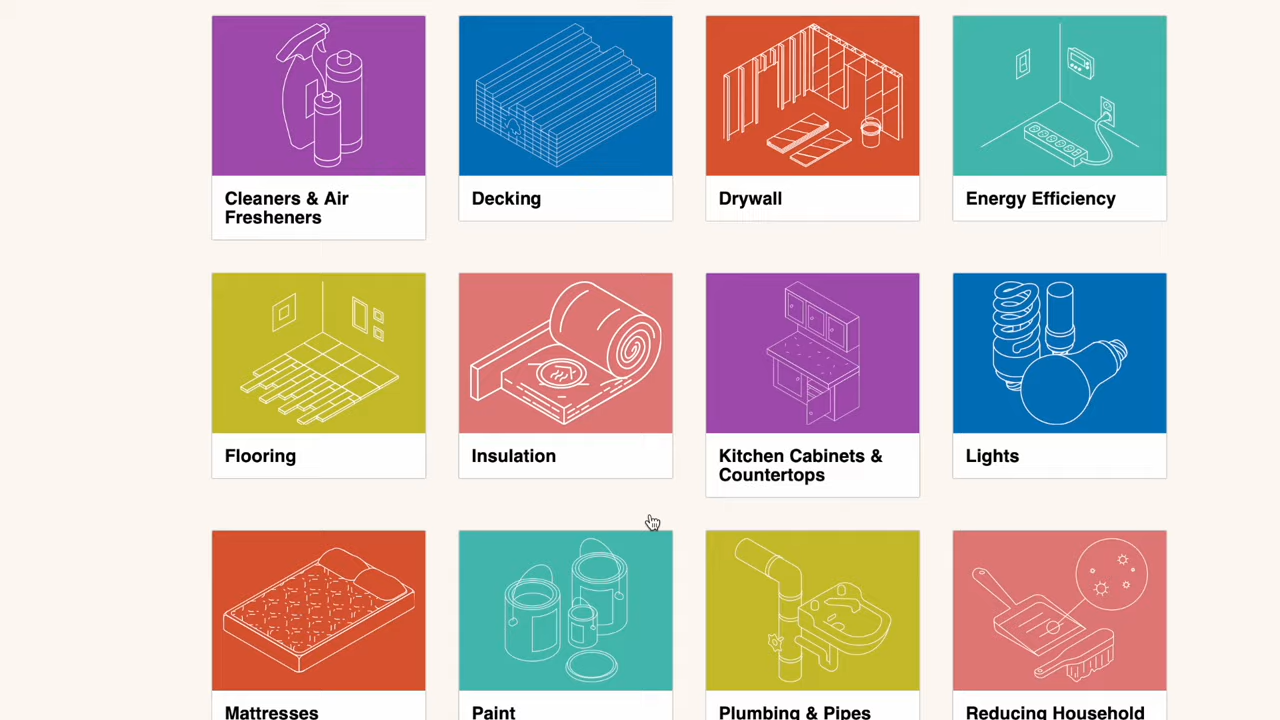 Cleaners & Air
Fresheners
Decking
Drywall
Energy Efficiency
Flooring
Insulation
Kitchen Cabinets &
Countertops
Lights
Mattresses
Paint
Plumbing & Pipes
Reducing Household